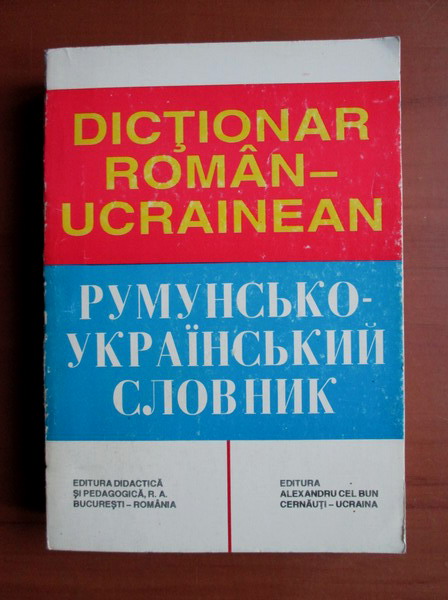 DICŢIONAR
ROMÂN–
UCRAINEAN
РУМУНСЬКО-
УКРАЇНСЬКИЙ
СЛОВНИК
EDITURA DIDACTICĂ
ŞI PEDAGOGICĂ, R. A.
BUCUREŞTI – ROMÂNIA
EDITURA
ALEXANDRU CEL BUN
CERNĂUŢI – UCRAINA